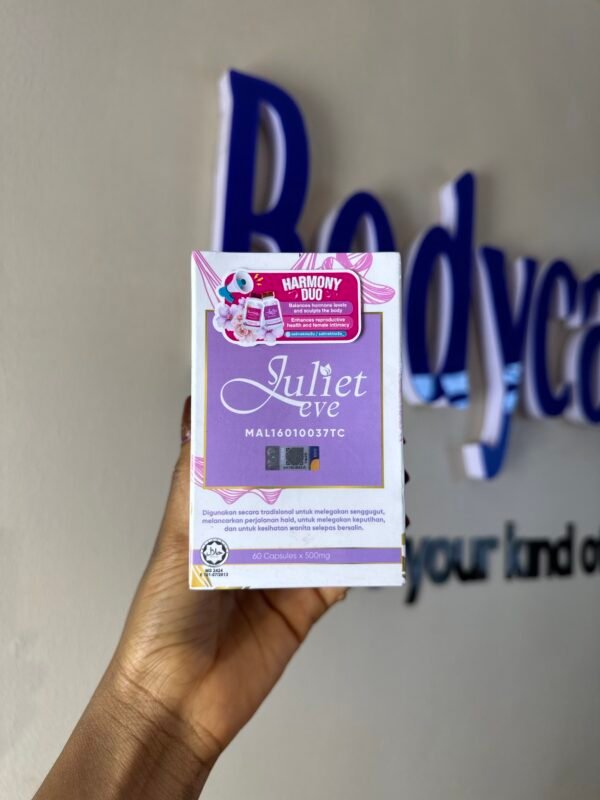 Bodyca
your kind of
HARMONY
DUO
Balances hormone levels
and sculpts the body
Enhances reproductive
health and female intimacy
Juliet
eve
MAL16010037TC
Digunakan secara tradisional untuk melegakan senggugut,
melancarkan perjalanan haid, untuk melegakan keputihan,
dan untuk kesihatan wanita selepas bersalin.
60 Capsules x 500mg
MS 2424